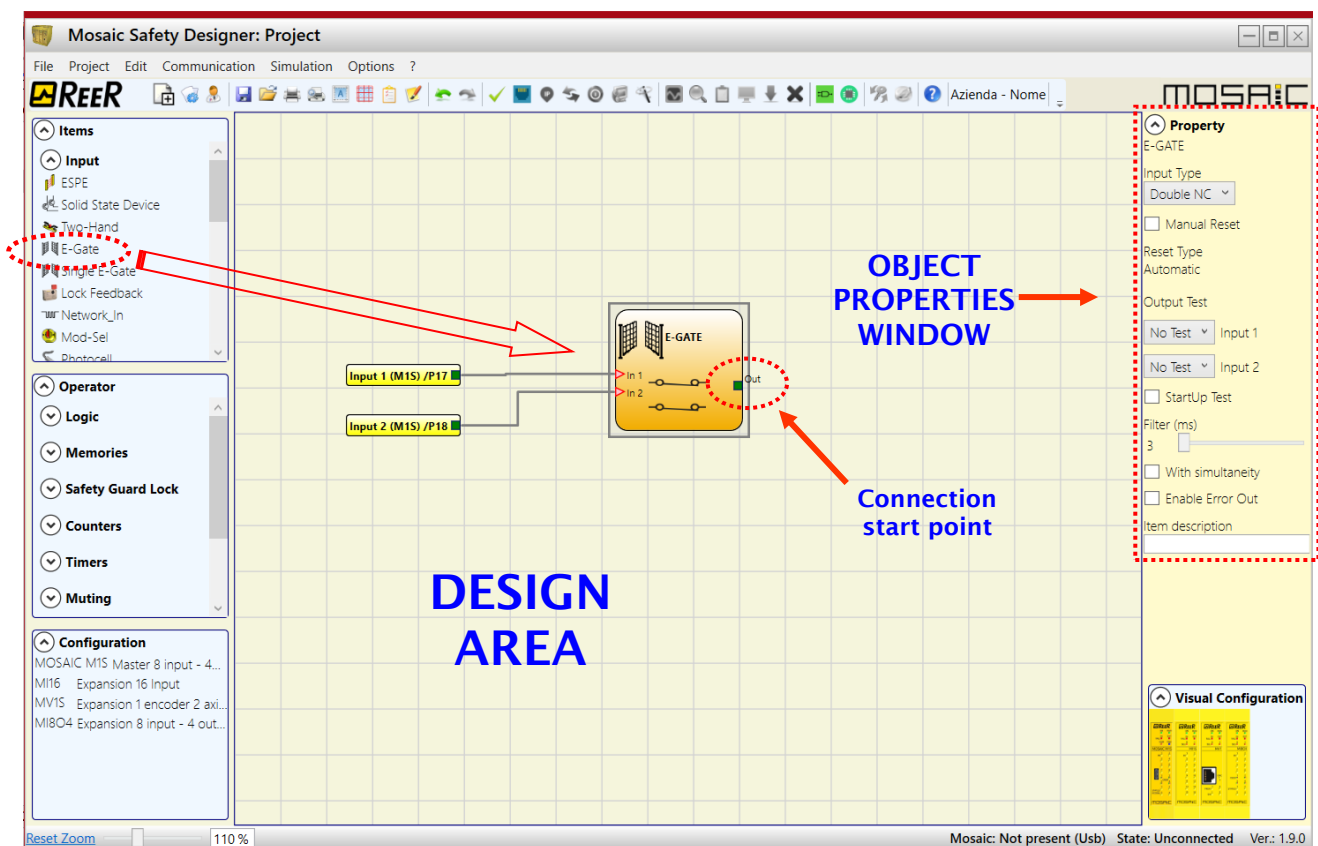 Mosaic Safety Designer: Project
File Project Edit Communication Simulation Options ?
REER
Azienda - Nome
MOSAIC
Items
Input
ESPE
Solid State Device
Two-Hand
E-Gate
Single E-Gate
Lock Feedback
Network_In
Mod-Sel
Photocell
Operator
Logic
Memories
Safety Guard Lock
Counters
Timers
Muting
Configuration
MOSAIC M1S Master 8 input - 4...
MI16 Expansion 16 Input
MV1S Expansion 1 encoder 2 axi...
MI8O4 Expansion 8 input - 4 out...
Input 1 (M1S) /P17
Input 2 (M1S) /P18
E-GATE
In 1
In 2
Out
OBJECT
PROPERTIES
WINDOW
Connection
start point
DESIGN
AREA
Property
E-GATE
Input Type
Double NC
Manual Reset
Reset Type
Automatic
Output Test
No Test Input 1
No Test Input 2
StartUp Test
Filter (ms)
3
With simultaneity
Enable Error Out
Item description
Visual Configuration
Reset Zoom 110 %
Mosaic: Not present (Usb) State: Unconnected Ver.: 1.9.0